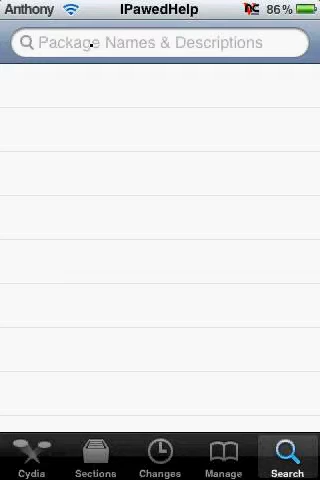 Anthony IPawedHelp 86%
Package Names & Descriptions
Cydia Sections Changes Manage Search